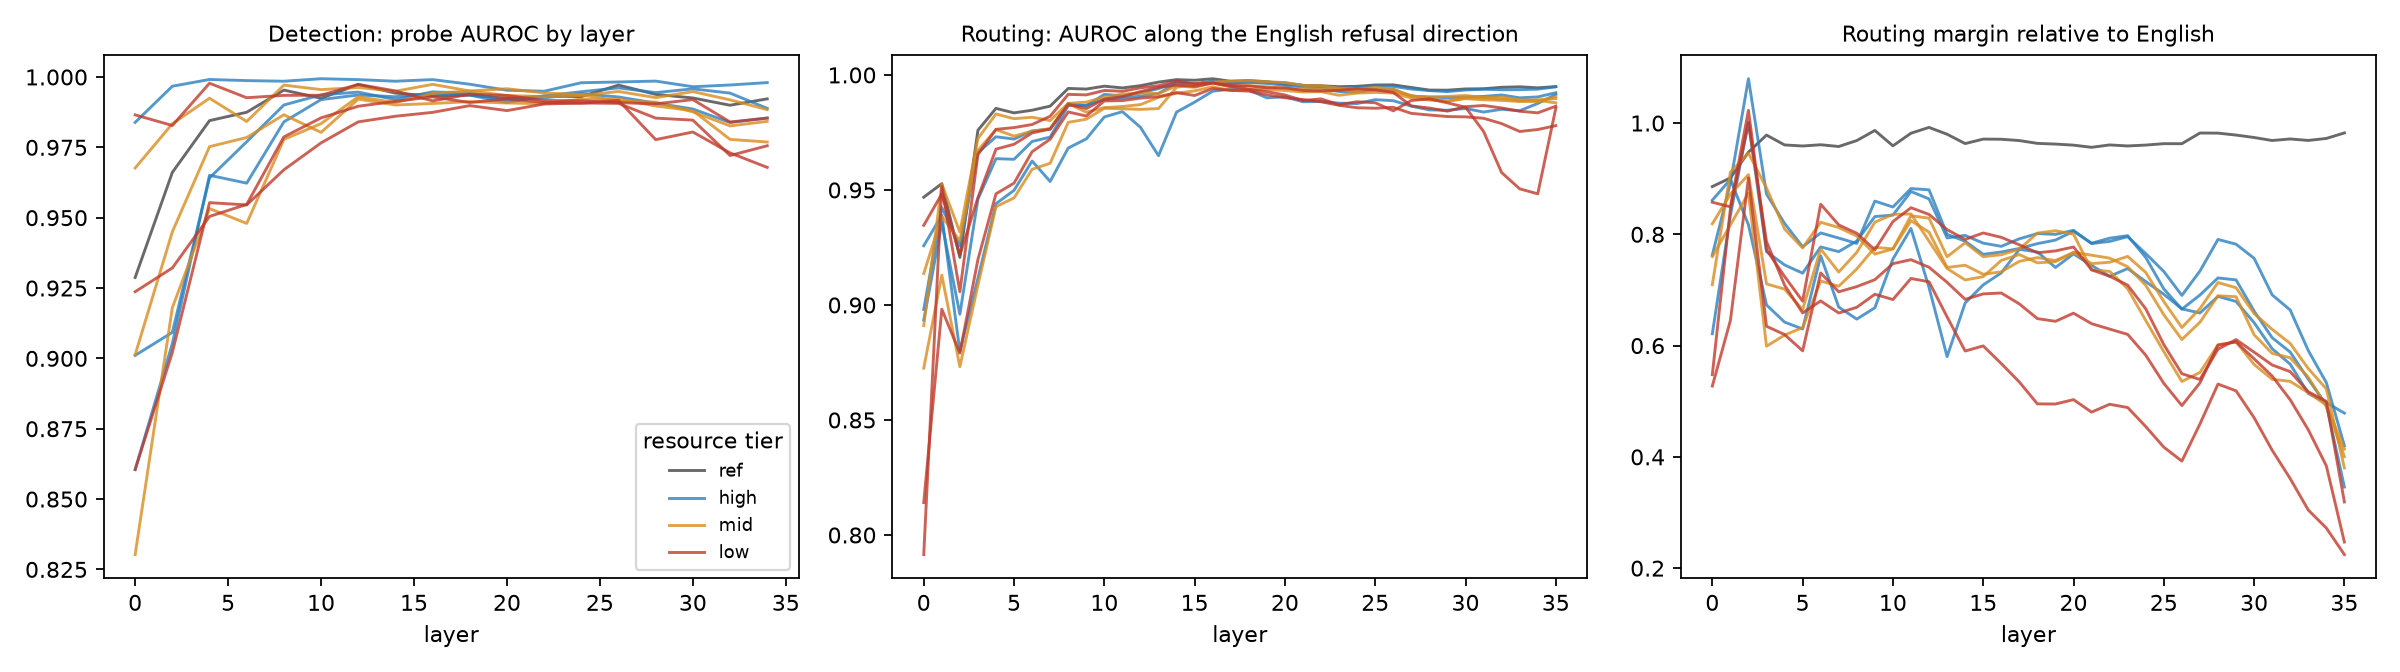 Detection: probe AUROC by layer
1.000
0.975
0.950
0.925
0.900
0.875
0.850
0.825
0 5 10 15 20 25 30 35
layer
resource tier
ref
high
mid
low
Routing: AUROC along the English refusal direction
1.00
0.95
0.90
0.85
0.80
0 5 10 15 20 25 30 35
layer
Routing margin relative to English
1.0
0.8
0.6
0.4
0.2
0 5 10 15 20 25 30 35
layer